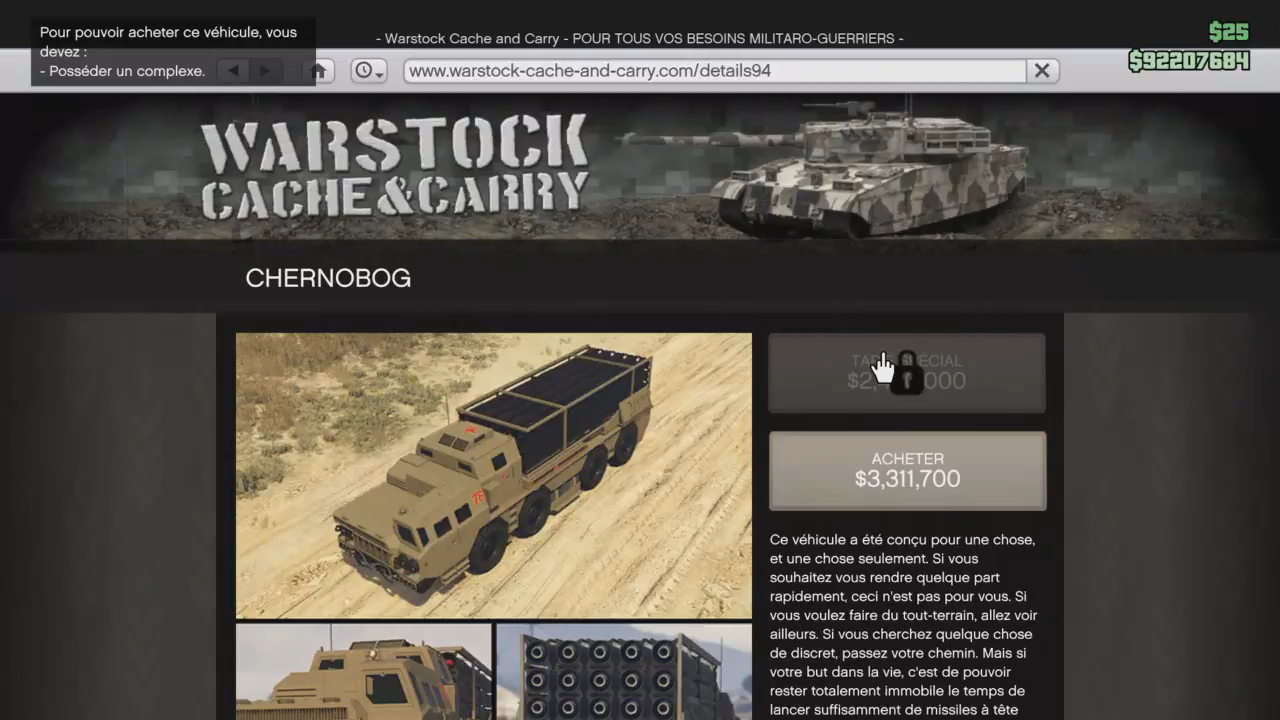 Pour pouvoir acheter ce véhicule, vous
devez :
- Posséder un complexe.
- Warstock Cache and Carry - POUR TOUS VOS BESOINS MILITARO-GUERRIERS -
$25
$92207684
www.warstock-cache-and-carry.com/details94
WARSTOCK
CACHE&CARRY
CHERNOBOG
SPÉCIAL
ACHETER
$3,311,700
Ce véhicule a été conçu pour une chose,
et une chose seulement. Si vous
souhaitez vous rendre quelque part
rapidement, ceci n'est pas pour vous. Si
vous voulez faire du tout-terrain, allez voir
ailleurs. Si vous cherchez quelque chose
de discret, passez votre chemin. Mais si
votre but dans la vie, c'est de pouvoir
rester totalement immobile le temps de
lancer suffisamment de missiles à tête